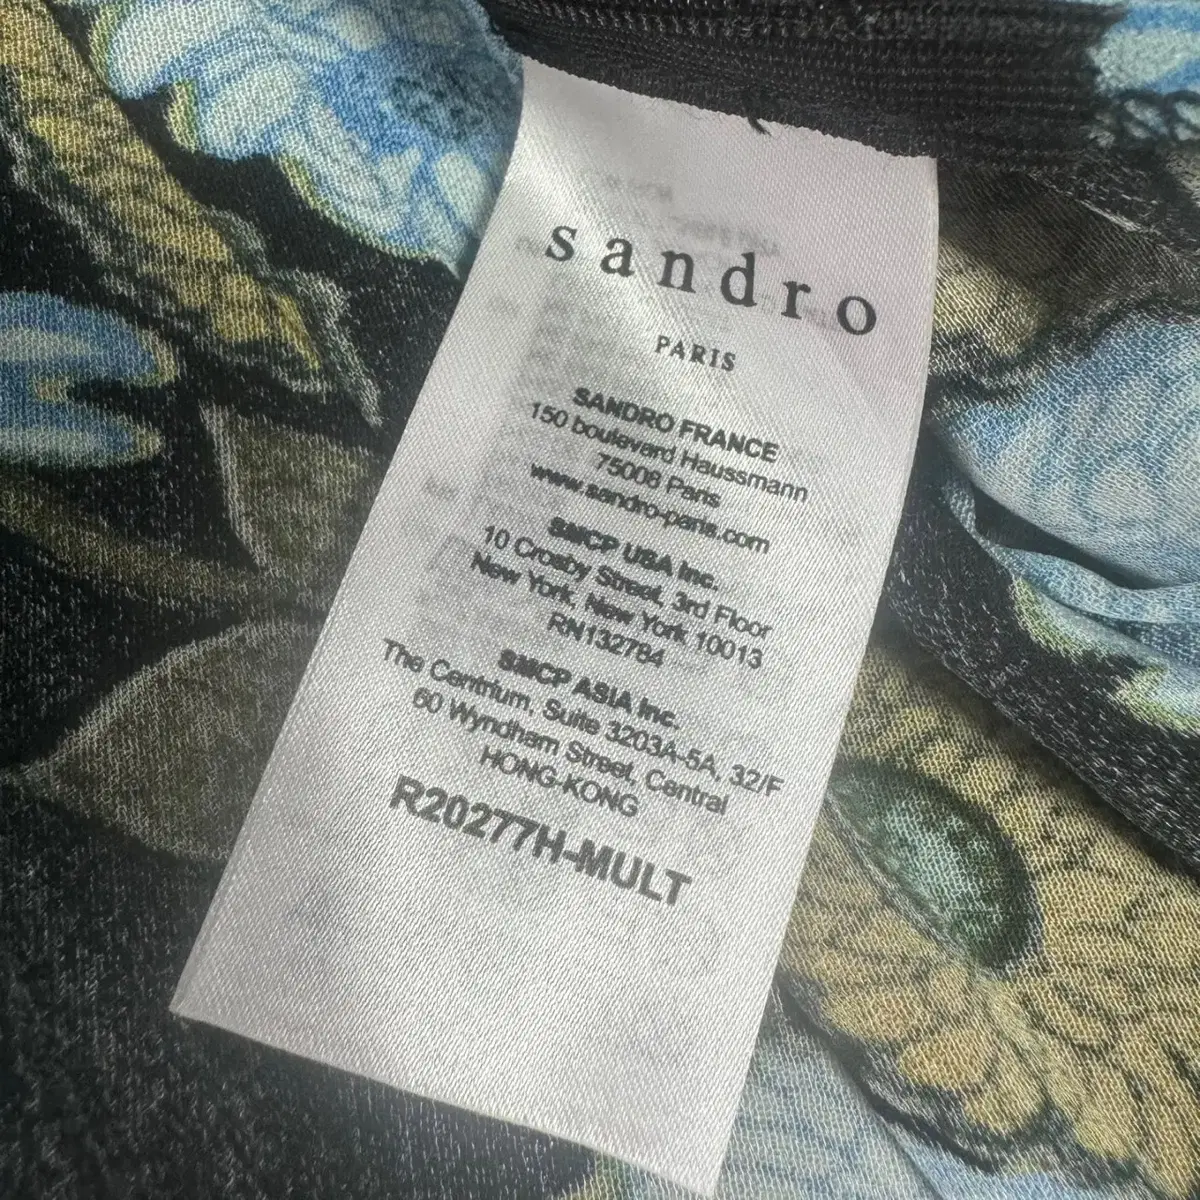 sandro
PARIS
SANDRO FRANCE
150 boulevard Haussmann
75008 Paris
www.sandro-paris.com
SMCP USA Inc.
10 Crosby Street, 3rd Floor
New York, New York 10013
RN132784
SMCP ASIA Inc.
The Centrium. Suite 3203A-5A, 32/F
60 Wyndham Street, Central
HONG-KONG
R20277H-MULT